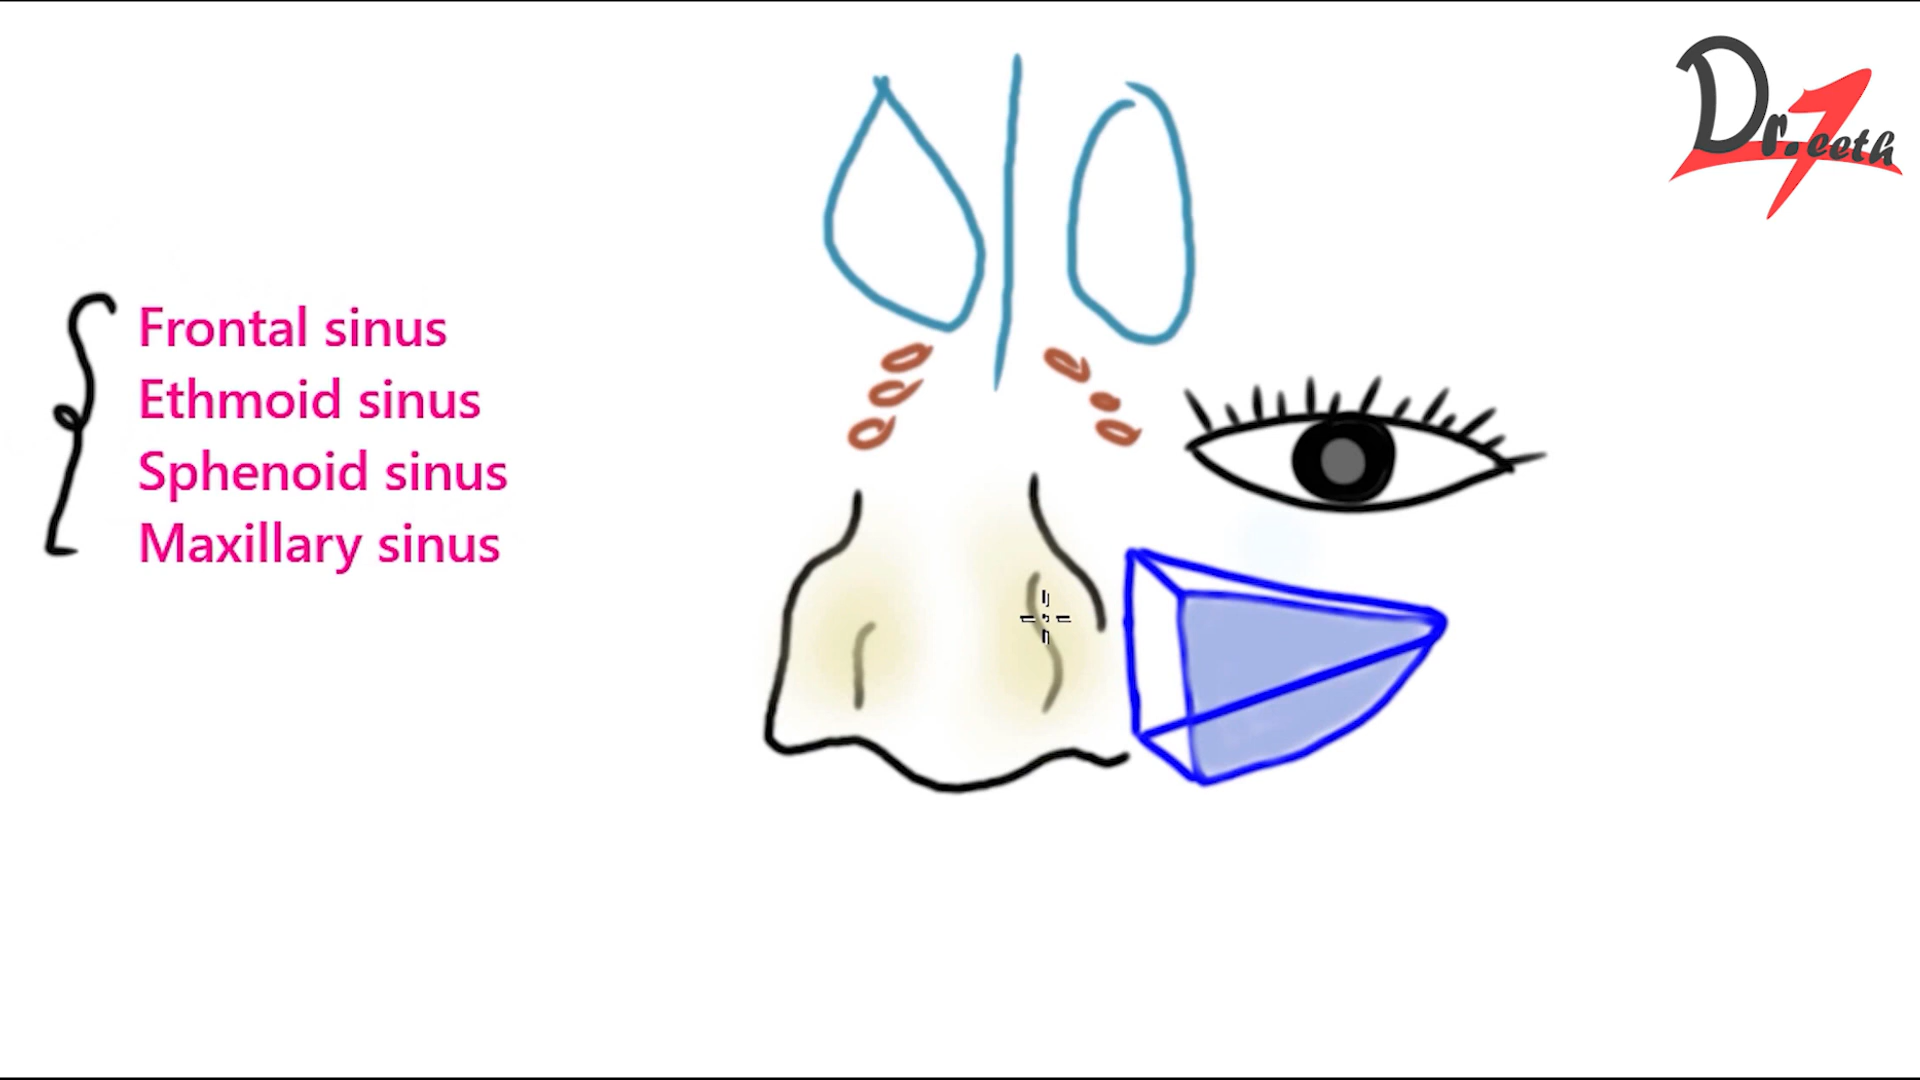 Dr.Teeth
Frontal sinus
Ethmoid sinus
Sphenoid sinus
Maxillary sinus